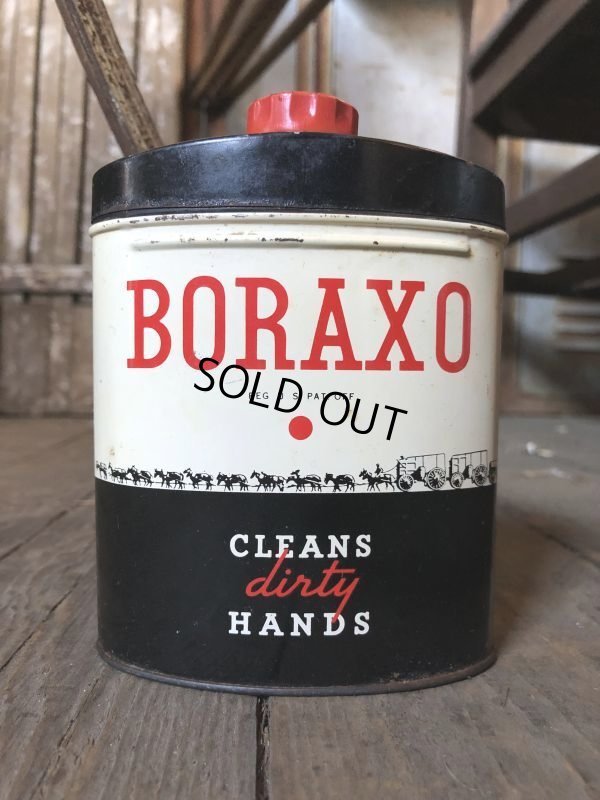 BORAXO
REG U S PAT OFF
SOLD OUT
CLEANS
dirty
HANDS